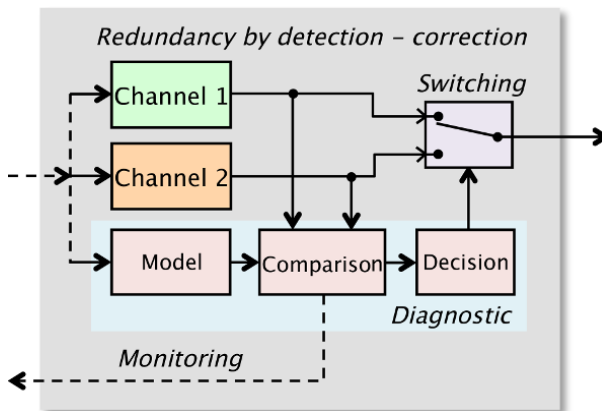 Redundancy by detection – correction
Channel 1
Switching
Channel 2
Model
Comparison
Decision
Diagnostic
Monitoring